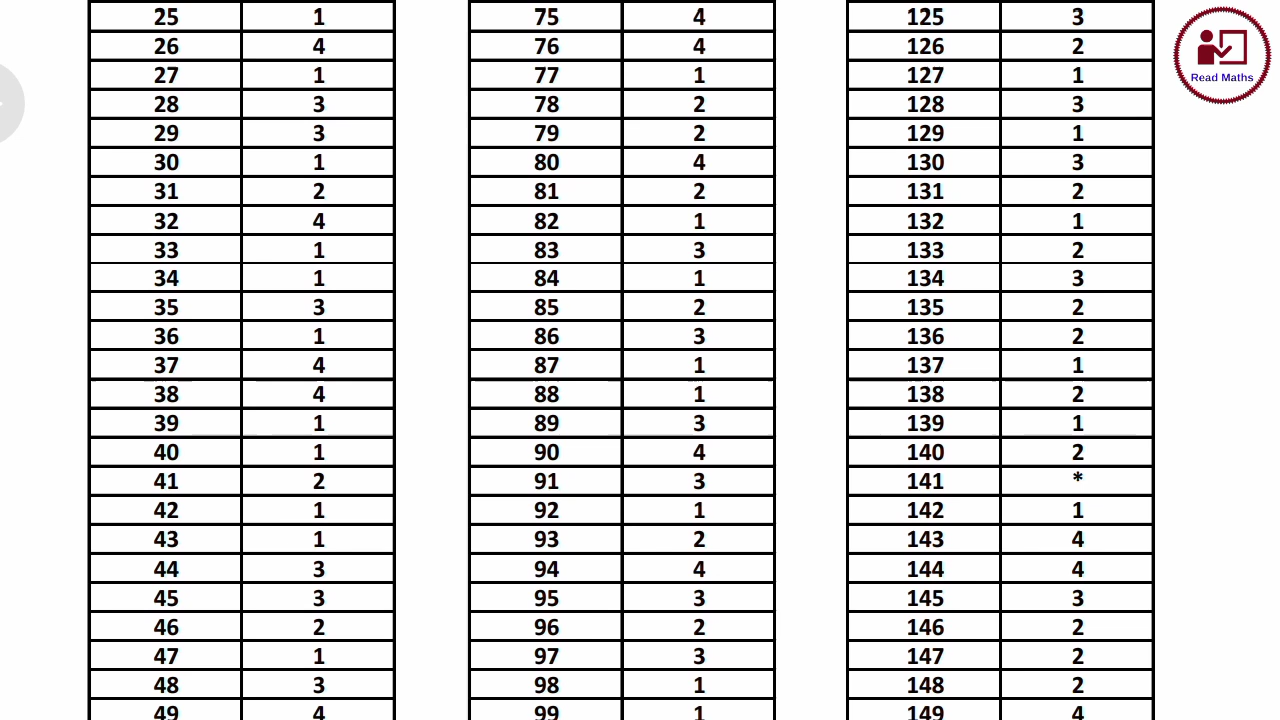 25 1 75 4 125 3
26 4 76 4 126 2
27 1 77 1 127 1
28 3 78 2 128 3
29 3 79 2 129 1
30 1 80 4 130 3
31 2 81 2 131 2
32 4 82 1 132 1
33 1 83 3 133 2
34 1 84 1 134 3
35 3 85 2 135 2
36 1 86 3 136 2
37 4 87 1 137 1
38 4 88 1 138 2
39 1 89 3 139 1
40 1 90 4 140 2
41 2 91 3 141 *
42 1 92 1 142 1
43 1 93 2 143 4
44 3 94 4 144 4
45 3 95 3 145 3
46 2 96 2 146 2
47 1 97 3 147 2
48 3 98 1 148 2
49 4 99 1 149 4
Read Maths